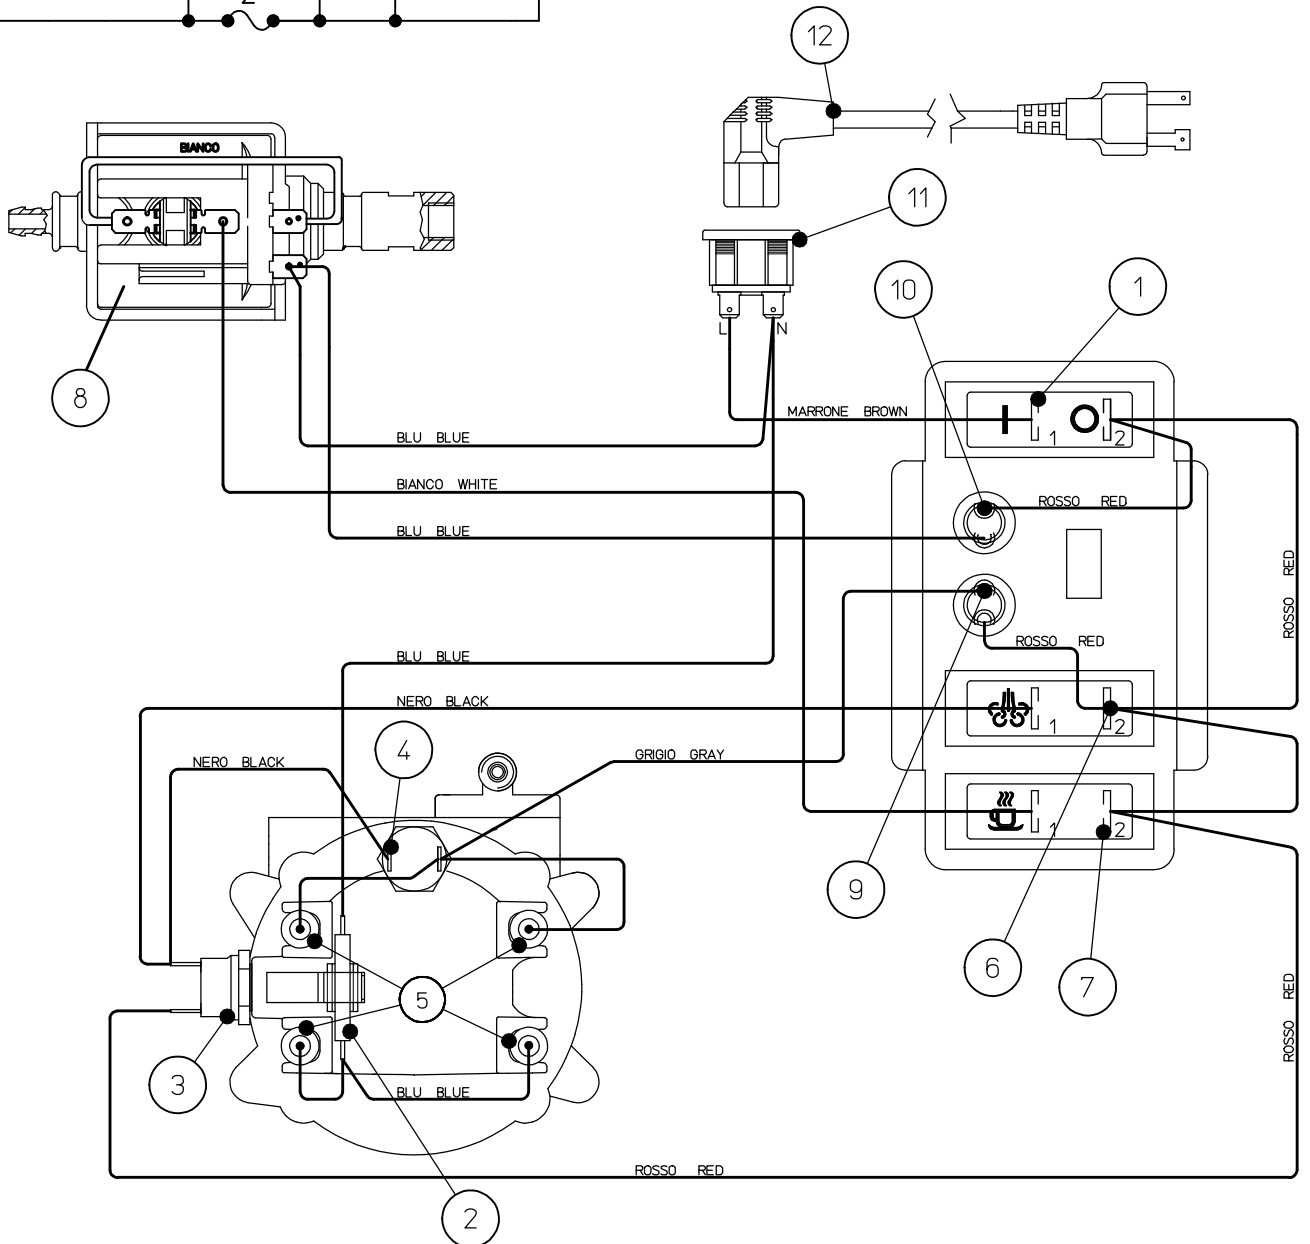 2
12
BIANCO
11
10
1
L
N
8
MARRONE BROWN
1
2
BLU BLUE
BIANCO WHITE
ROSSO RED
BLU BLUE
ROSSO RED
ROSSO RED
BLU BLUE
NERO BLACK
1
2
4
GRIGIO GRAY
NERO BLACK
1
2
9
6
7
5
3
ROSSO RED
BLU BLUE
ROSSO RED
2